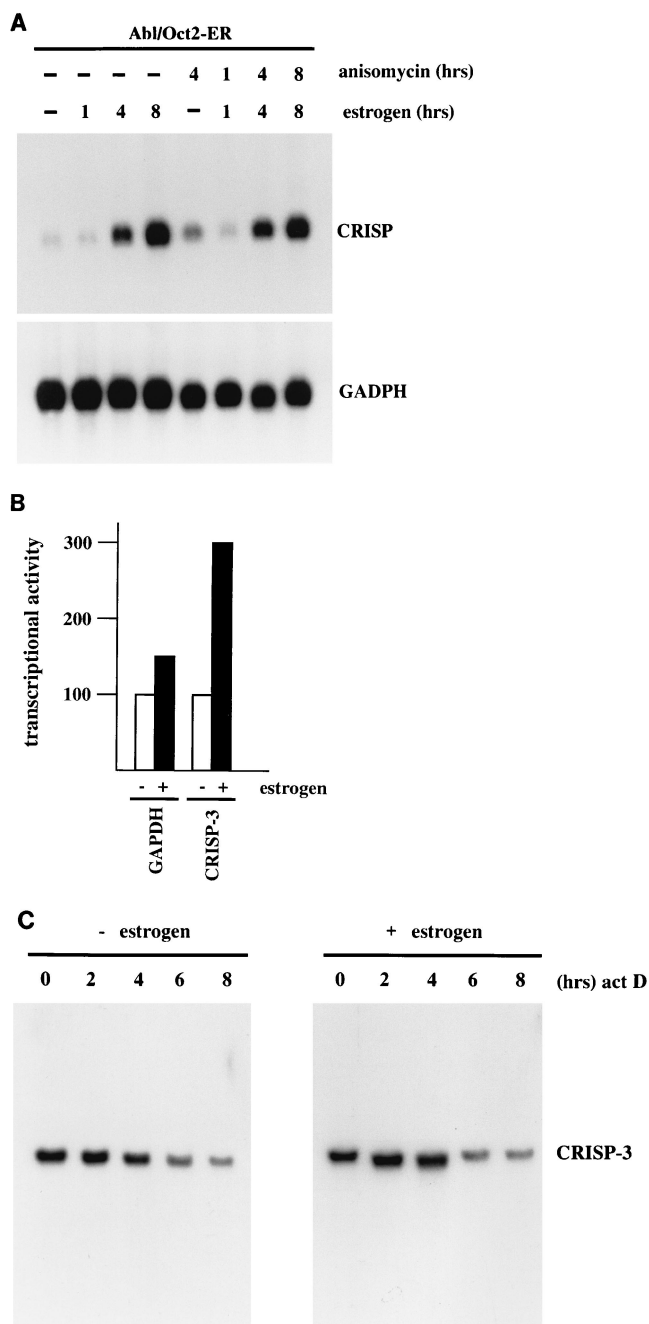 A
Abl/Oct2-ER
– – – – 4 1 4 8 anisomycin (hrs)
– 1 4 8 – 1 4 8 estrogen (hrs)
CRISP
GADPH
B
transcriptional activity
300
200
100
- + - + estrogen
GAPDH
CRISP-3
C
- estrogen + estrogen
0 2 4 6 8 0 2 4 6 8 (hrs) act D
CRISP-3